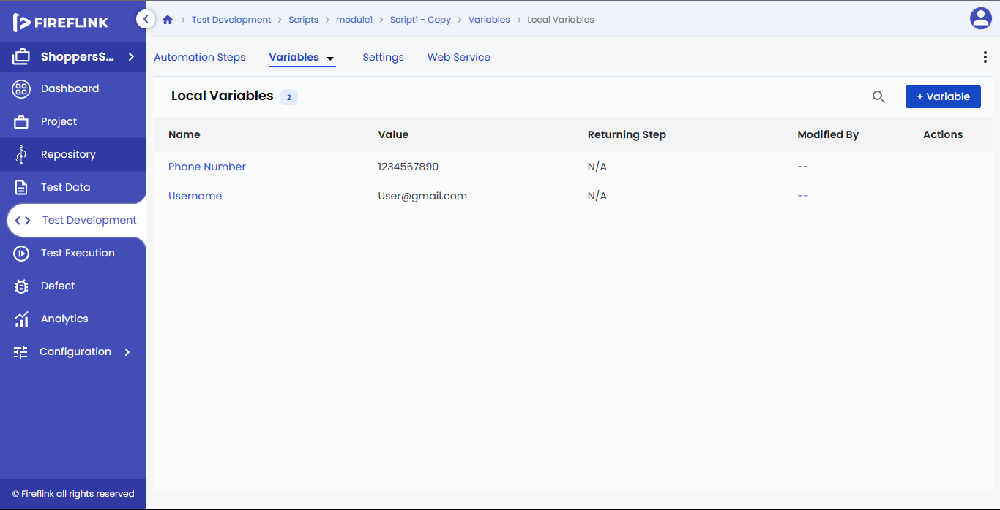 FIREFLINK
Test Development > Scripts > module1 > Script1 - Copy > Variables > Local Variables
ShoppersS...
Dashboard
Project
Repository
Test Data
Test Development
Test Execution
Defect
Analytics
Configuration
© Fireflink all rights reserved
Automation Steps Variables Settings Web Service
Local Variables 2
+ Variable
Name Value Returning Step Modified By Actions
Phone Number 1234567890 N/A --
Username User@gmail.com N/A --